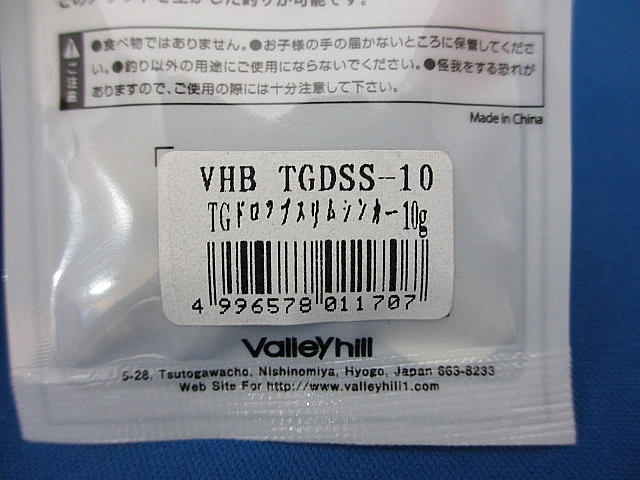 ●食べ物ではありません。●お子様の手の届かないところに保管してくださ
い。●釣り以外の用途にご使用にならないでください。●怪我をする恐れが
ありますので、ご使用の際には十分注意して下さい。
Made in China
VHB TGDSS-10
TGドロップスリムシンカー10g
4 996578 011707
Valleyhill
5-28, Tsutogawacho, Nishinomiya, Hyogo, Japan 663-8233
Web Site For http://www.valleyhill1.com